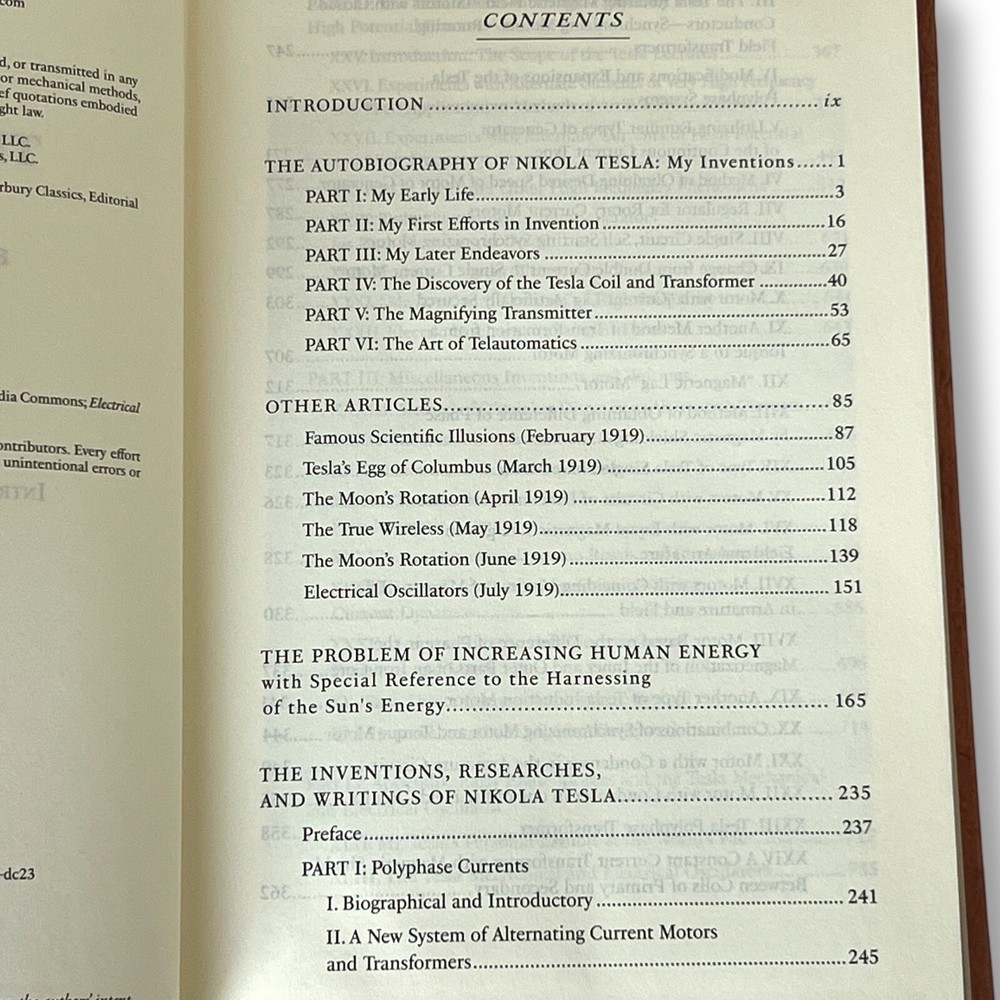 com
d, or transmitted in any
or mechanical methods,
ef quotations embodied
ght law.
LLC.
s, LLC.
rbury Classics, Editorial
dia Commons; Electrical
ontributors. Every effort
unintentional errors or
-dc23
the authors' intent
CONTENTS
INTRODUCTION ........ ix
THE AUTOBIOGRAPHY OF NIKOLA TESLA: My Inventions...... 1
PART I: My Early Life........ 3
PART II: My First Efforts in Invention ........ 16
PART III: My Later Endeavors ........ 27
PART IV: The Discovery of the Tesla Coil and Transformer ........ 40
PART V: The Magnifying Transmitter ........ 53
PART VI: The Art of Telautomatics ........ 65
OTHER ARTICLES........ 85
Famous Scientific Illusions (February 1919)........ 87
Tesla's Egg of Columbus (March 1919)........ 105
The Moon's Rotation (April 1919) ........ 112
The True Wireless (May 1919)........ 118
The Moon's Rotation (June 1919)........ 139
Electrical Oscillators (July 1919)........ 151
THE PROBLEM OF INCREASING HUMAN ENERGY
with Special Reference to the Harnessing
of the Sun's Energy........ 165
THE INVENTIONS, RESEARCHES,
AND WRITINGS OF NIKOLA TESLA........ 235
Preface........ 237
PART I: Polyphase Currents
I. Biographical and Introductory ........ 241
II. A New System of Alternating Current Motors
and Transformers........ 245